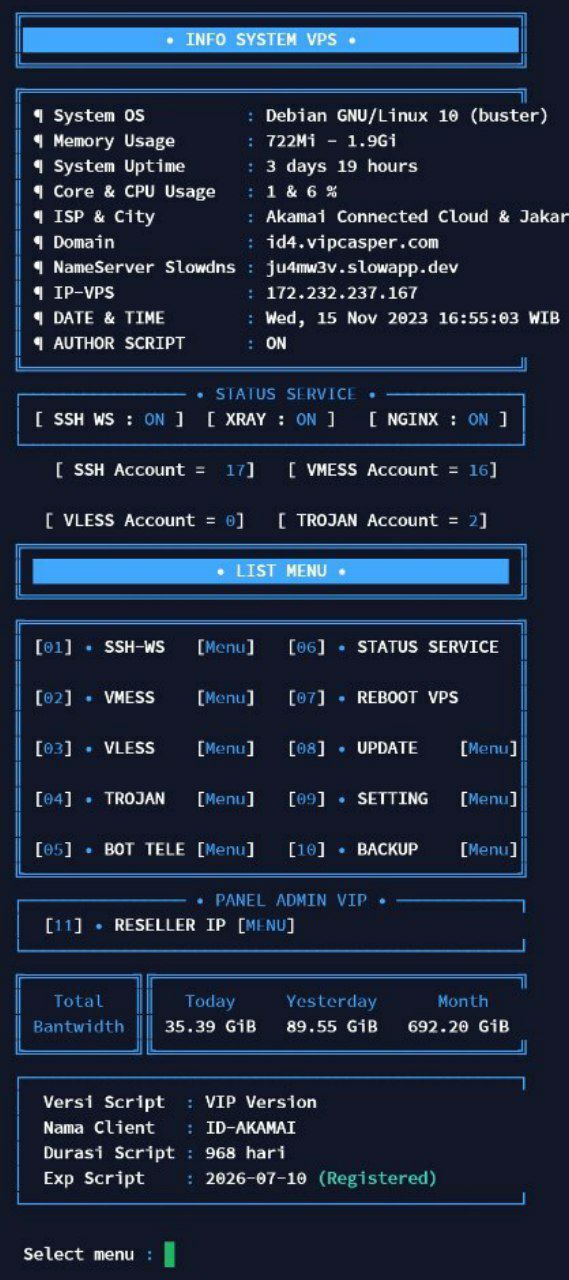 • INFO SYSTEM VPS •
¶ System OS : Debian GNU/Linux 10 (buster)
¶ Memory Usage : 722Mi - 1.9Gi
¶ System Uptime : 3 days 19 hours
¶ Core & CPU Usage : 1 & 6 %
¶ ISP & City : Akamai Connected Cloud & Jakar
¶ Domain : id4.vipcasper.com
¶ NameServer Slowdns : ju4mw3v.slowapp.dev
¶ IP-VPS : 172.232.237.167
¶ DATE & TIME : Wed, 15 Nov 2023 16:55:03 WIB
¶ AUTHOR SCRIPT : ON
• STATUS SERVICE •
[ SSH WS : ON ] [ XRAY : ON ] [ NGINX : ON ]
[ SSH Account = 17] [ VMESS Account = 16]
[ VLESS Account = 0] [ TROJAN Account = 2]
• LIST MENU •
[01] • SSH-WS [Menu] [06] • STATUS SERVICE
[02] • VMESS [Menu] [07] • REBOOT VPS
[03] • VLESS [Menu] [08] • UPDATE [Menu]
[04] • TROJAN [Menu] [09] • SETTING [Menu]
[05] • BOT TELE [Menu] [10] • BACKUP [Menu]
• PANEL ADMIN VIP •
[11] • RESELLER IP [MENU]
Total Today Yesterday Month
Bantwidth 35.39 GiB 89.55 GiB 692.20 GiB
Versi Script : VIP Version
Nama Client : ID-AKAMAI
Durasi Script : 968 hari
Exp Script : 2026-07-10 (Registered)
Select menu :